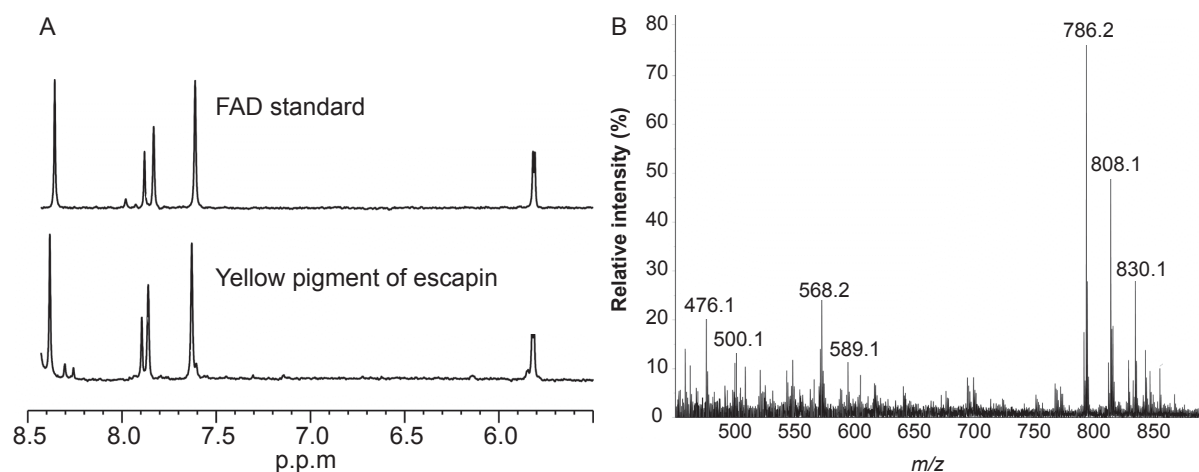 A
FAD standard
Yellow pigment of escapin
8.5 8.0 7.5 7.0 6.5 6.0
p.p.m
B
Relative intensity (%)
80
70
60
50
40
30
20
10
0
786.2
808.1
830.1
568.2
476.1
500.1
589.1
500 550 600 650 700 750 800 850
m/z